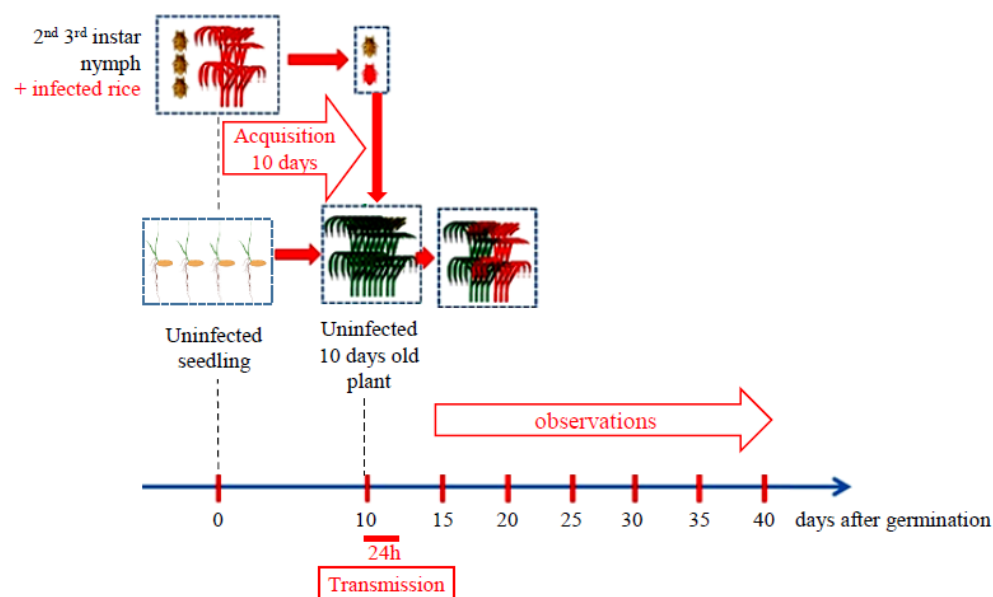 2nd 3rd instar
nymph
+ infected rice
Acquisition
10 days
Uninfected
seedling
Uninfected
10 days old
plant
observations
0 10 15 20 25 30 35 40 days after germination
24h
Transmission